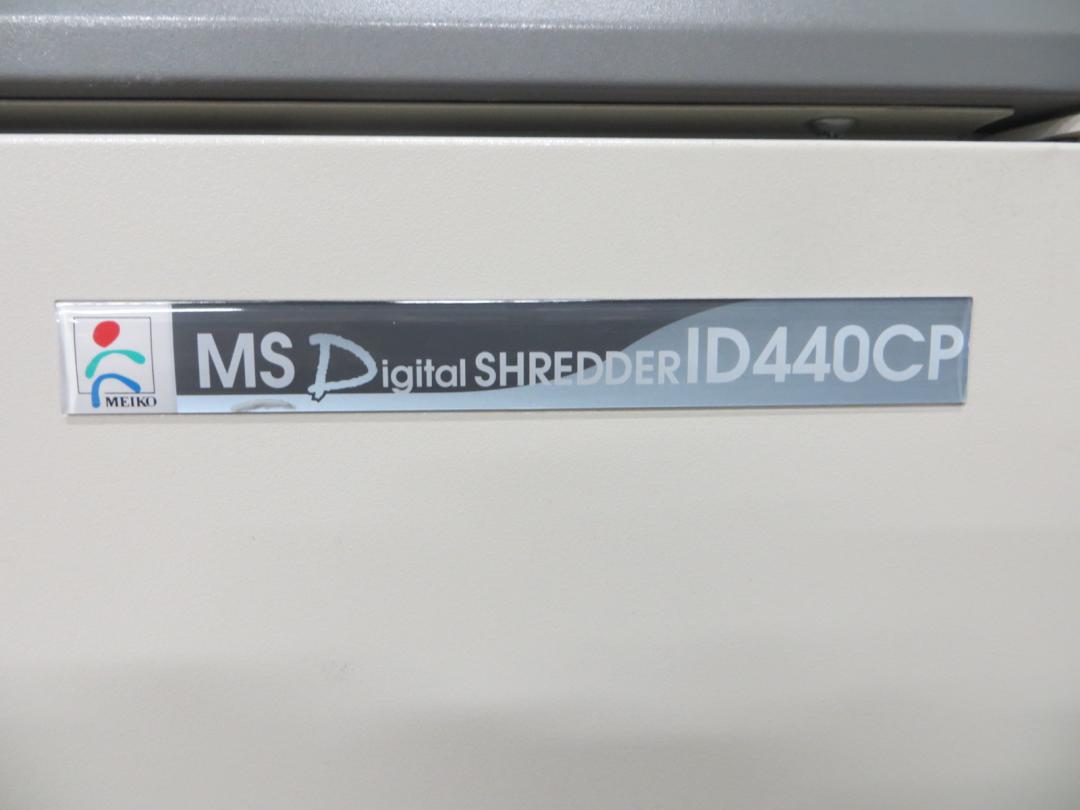 MEIKO
MS Digital SHREDDER ID440CP